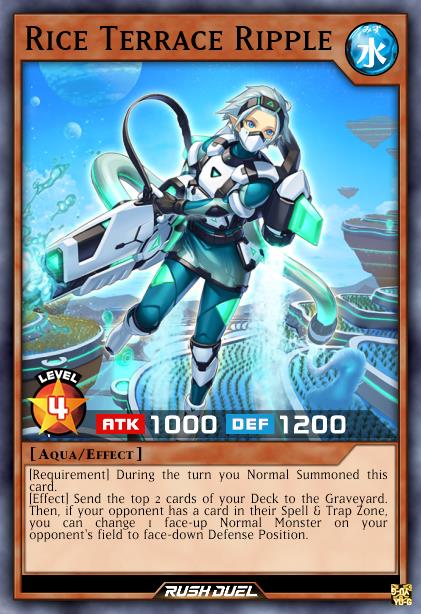 Rice Terrace Ripple
みず
水
LEVEL
4
ATK 1000 DEF 1200
[Aqua/Effect]
[Requirement] During the turn you Normal Summoned this
card.
[Effect] Send the top 2 cards of your Deck to the Graveyard.
Then, if your opponent has a card in their Spell & Trap Zone,
you can change 1 face-up Normal Monster on your
opponent's field to face-down Defense Position.
RUSH DUEL